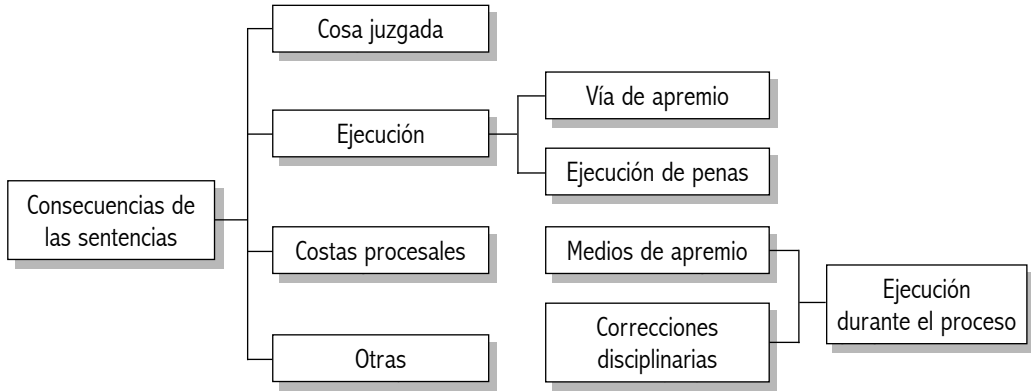 Cosa juzgada
Vía de apremio
Ejecución
Ejecución de penas
Consecuencias de
las sentencias
Costas procesales
Medios de apremio
Ejecución
durante el proceso
Correcciones
disciplinarias
Otras